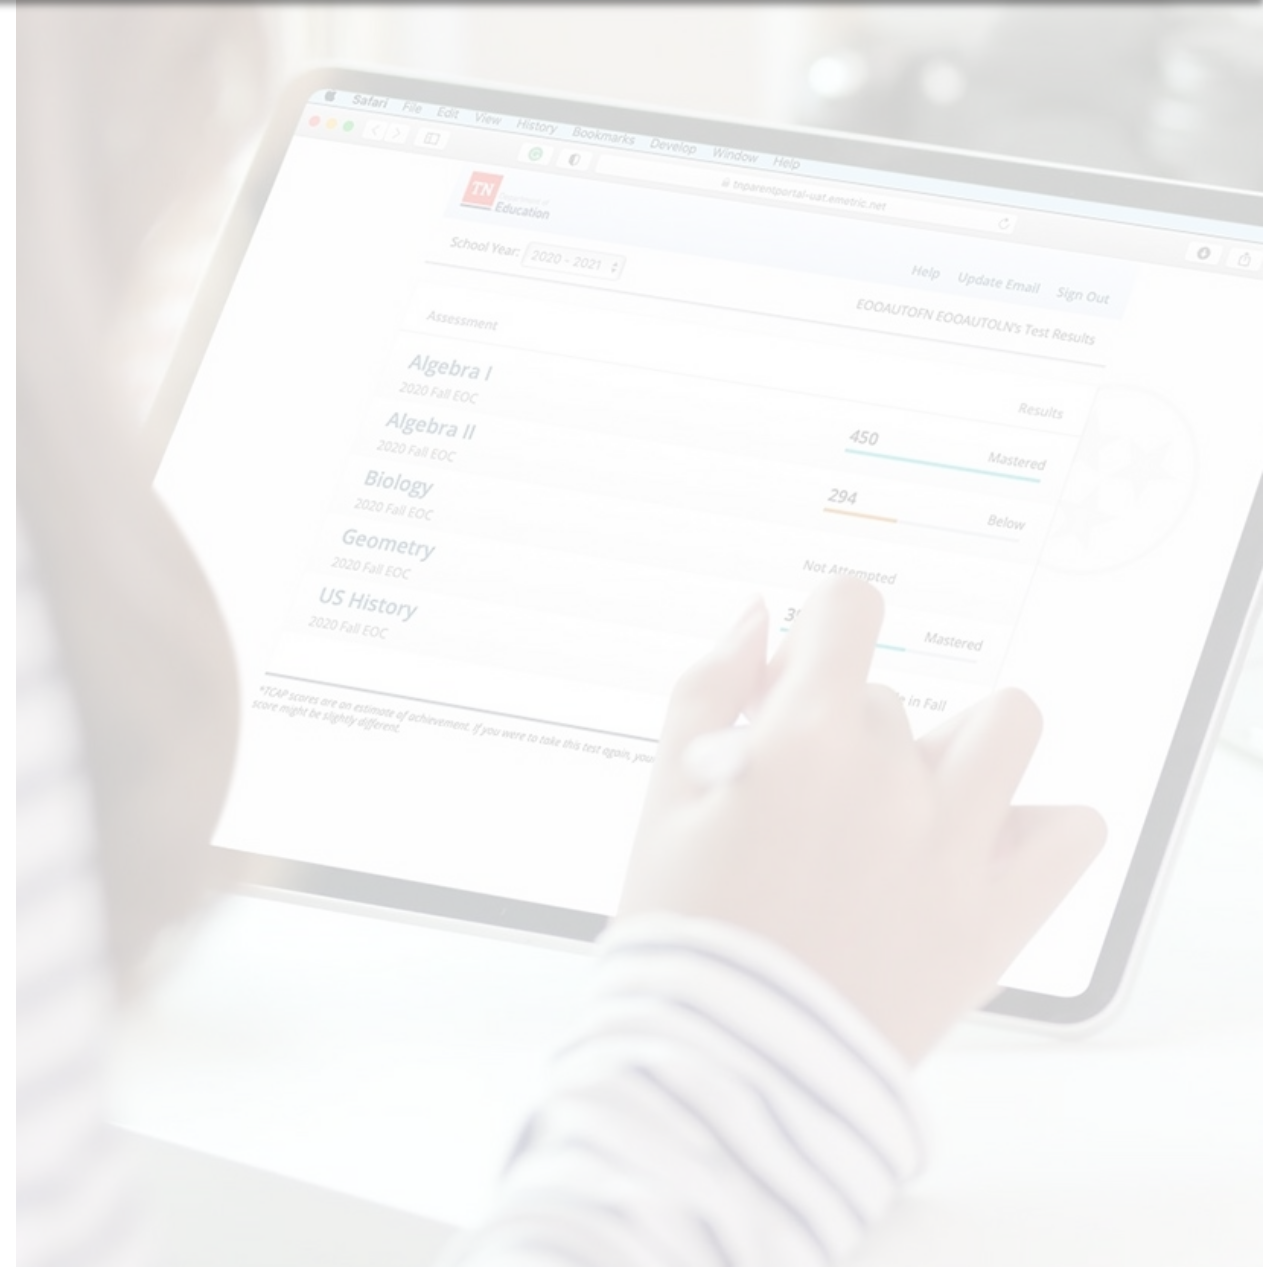 Safari File Edit View History Bookmarks Develop Window Help
tnparentportal-uat.emetric.net
TN
Department of
Education
Help Update Email Sign Out
School Year: 2020 - 2021
EOOAUTOFN EOOAUTOLN's Test Results
Assessment
Results
Algebra I
2020 Fall EOC
450
Mastered
Algebra II
2020 Fall EOC
294
Below
Biology
2020 Fall EOC
Not Attempted
Geometry
2020 Fall EOC
Mastered
US History
2020 Fall EOC
in Fall
*TCAP scores are an estimate of achievement. If you were to take this test again, your
score might be slightly different.